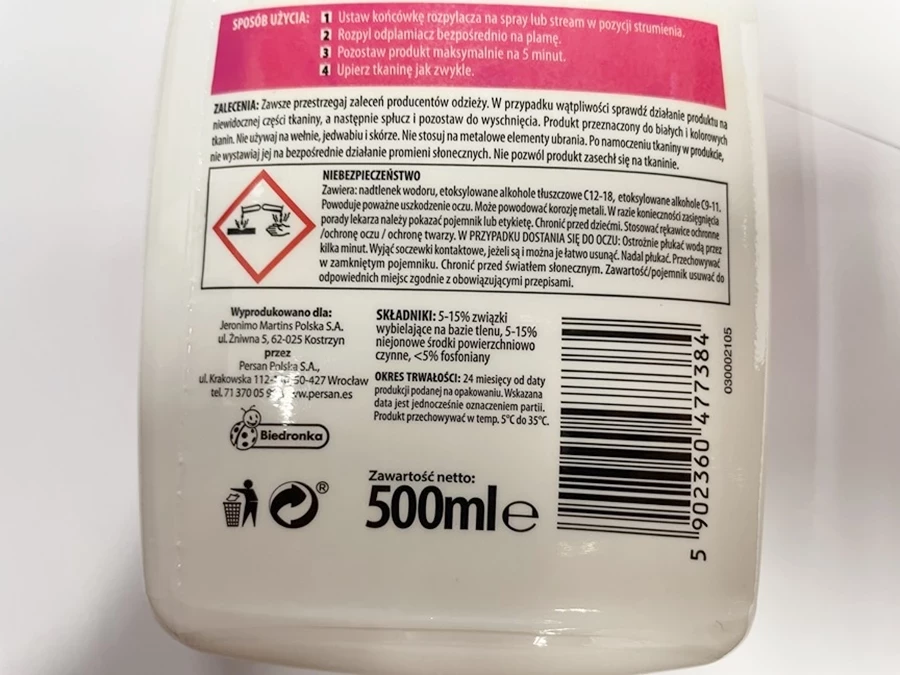 SPOSÓB UŻYCIA:
1 Ustaw końcówkę rozpylacza na spray lub stream w pozycji strumienia.
2 Rozpyl odplamiacz bezpośrednio na plamę.
3 Pozostaw produkt maksymalnie na 5 minut.
4 Upierz tkaninę jak zwykle.
ZALECENIA: Zawsze przestrzegaj zaleceń producentów odzieży. W przypadku wątpliwości sprawdź działanie produktu na
niewidocznej części tkaniny, a następnie spłucz i pozostaw do wyschnięcia. Produkt przeznaczony do białych i kolorowych
tkanin. Nie używaj na wełnie, jedwabiu i skórze. Nie stosuj na metalowe elementy ubrania. Po namoczeniu tkaniny w produkcie,
nie wystawiaj jej na bezpośrednie działanie promieni słonecznych. Nie pozwól produkt zasechł się na tkaninie.
NIEBEZPIECZEŃSTWO
Zawiera: nadtlenek wodoru, etoksylowane alkohole tłuszczowe C12-18, etoksylowane alkohole C9-11.
Powoduje poważne uszkodzenie oczu. Może powodować korozję metali. W razie konieczności zasięgnięcia
porady lekarza należy pokazać pojemnik lub etykietę. Chronić przed dziećmi. Stosować rękawice ochronne
/ochronę oczu / ochronę twarzy. W PRZYPADKU DOSTANIA SIĘ DO OCZU: Ostrożnie płukać wodą przez
kilka minut. Wyjąć soczewki kontaktowe, jeżeli są i można je łatwo usunąć. Nadal płukać. Przechowywać
w zamkniętym pojemniku. Chronić przed światłem słonecznym. Zawartość/pojemnik usuwać do
odpowiednich miejsc zgodnie z obowiązującymi przepisami.
Wyprodukowano dla:
Jeronimo Martins Polska S.A.
ul. Żniwna 5, 62-025 Kostrzyn
przez
Persan Polska S.A.,
ul. Krakowska 50-427 Wrocław
tel. 71 370 05 www.persan.es
Biedronka
SKŁADNIKI: 5-15% związki
wybielające na bazie tlenu, 5-15%
niejonowe środki powierzchniowo
czynne, <5% fosfoniany
OKRES TRWAŁOŚCI: 24 miesięcy od daty
produkcji podanej na opakowaniu. Wskazana
data jest jednocześnie oznaczeniem partii.
Produkt przechowywać w temp. 5°C do 35°C.
Zawartość netto:
500ml e
®
5 902360 477384
030002105